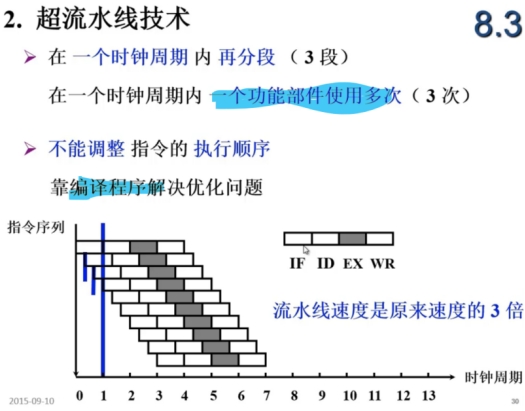 2. 超流水线技术
8.3
➢ 在 一个时钟周期 内 再分段 （ 3 段）
在一个时钟周期内 一个功能部件使用多次（ 3 次）
➢ 不能调整 指令的 执行顺序
靠编译程序解决优化问题
指令序列
IF ID EX WR
流水线速度是原来速度的 3 倍
时钟周期
0 1 2 3 4 5 6 7 8 9 10 11 12 13
2015-09-10
30